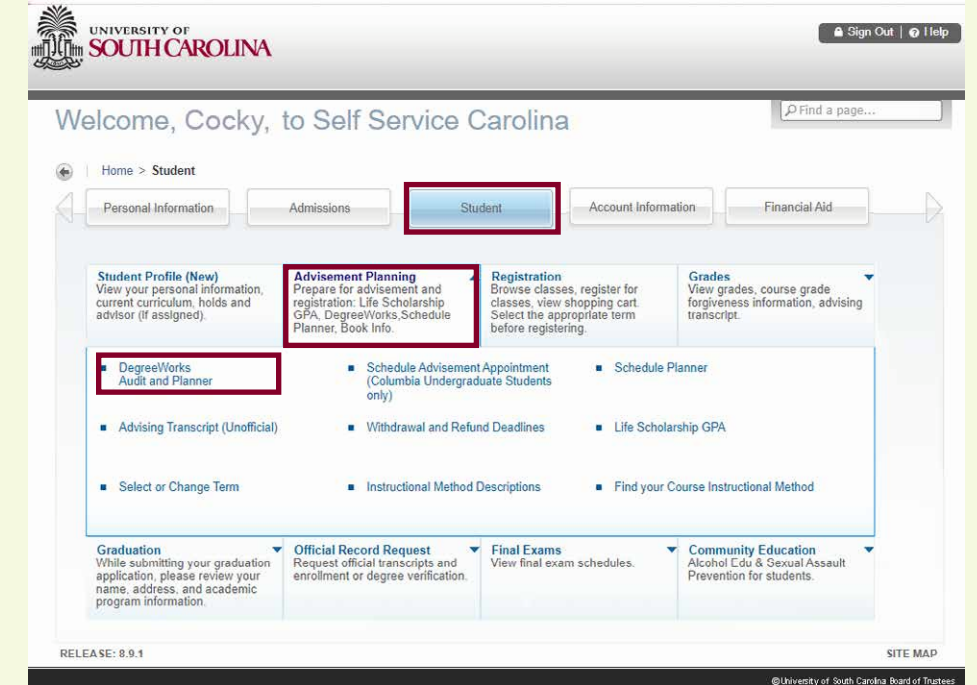 UNIVERSITY OF
SOUTH CAROLINA
Sign Out | Help
Find a page...
Welcome, Cocky, to Self Service Carolina
Home > Student
Personal Information
Admissions
Student
Account Information
Financial Aid
Student Profile (New)
View your personal information,
current curriculum, holds and
advisor (if assigned).
Advisement Planning
Prepare for advisement and
registration: Life Scholarship
GPA, DegreeWorks,Schedule
Planner, Book Info.
Registration
Browse classes, register for
classes, view shopping cart.
Select the appropriate term
before registering.
Grades
View grades, course grade
forgiveness information, advising
transcript.
DegreeWorks
Audit and Planner
Schedule Advisement Appointment
(Columbia Undergraduate Students
only)
Schedule Planner
Advising Transcript (Unofficial)
Withdrawal and Refund Deadlines
Life Scholarship GPA
Select or Change Term
Instructional Method Descriptions
Find your Course Instructional Method
Graduation
While submitting your graduation
application, please review your
name, address, and academic
program information.
Official Record Request
Request official transcripts and
enrollment or degree verification.
Final Exams
View final exam schedules.
Community Education
Alcohol Edu & Sexual Assault
Prevention for students.
RELEASE: 8.9.1
SITE MAP
©University of South Carolina Board of Trustees